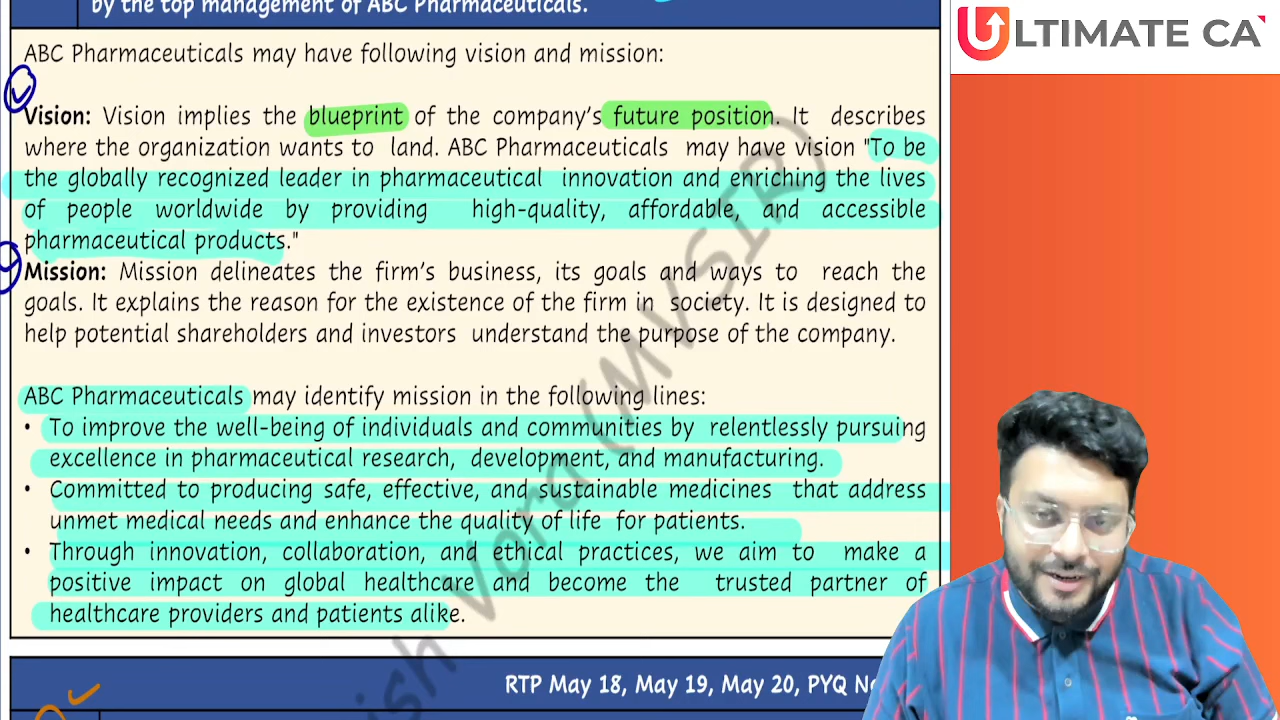 by the top management of ABC Pharmaceuticals.
ULTIMATE CA
ABC Pharmaceuticals may have following vision and mission:
Vision: Vision implies the blueprint of the company's future position. It describes
where the organization wants to land. ABC Pharmaceuticals may have vision "To be
the globally recognized leader in pharmaceutical innovation and enriching the lives
of people worldwide by providing high-quality, affordable, and accessible
pharmaceutical products."
Mission: Mission delineates the firm's business, its goals and ways to reach the
goals. It explains the reason for the existence of the firm in society. It is designed to
help potential shareholders and investors understand the purpose of the company.
ABC Pharmaceuticals may identify mission in the following lines:
• To improve the well-being of individuals and communities by relentlessly pursuing
excellence in pharmaceutical research, development, and manufacturing.
• Committed to producing safe, effective, and sustainable medicines that address
unmet medical needs and enhance the quality of life for patients.
• Through innovation, collaboration, and ethical practices, we aim to make a
positive impact on global healthcare and become the trusted partner of
healthcare providers and patients alike.
RTP May 18, May 19, May 20, PYQ
(MVSIR)